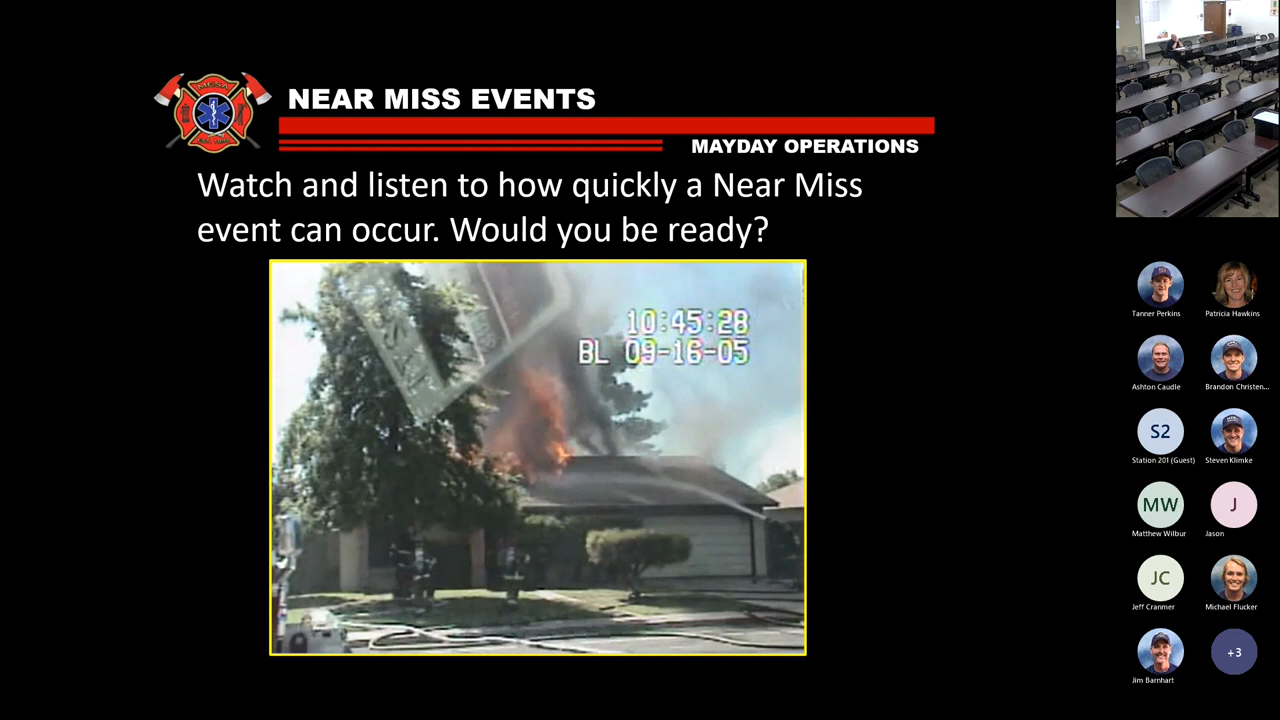 NEAR MISS EVENTS
MAYDAY OPERATIONS
Watch and listen to how quickly a Near Miss
event can occur. Would you be ready?
10:45:28
BL 09-16-05
Tanner Perkins
Patricia Hawkins
Ashton Caudle
Brandon Christen...
S2
Station 201 (Guest)
Steven Klimke
MW
J
Matthew Wilbur
Jason
JC
Jeff Cranmer
Michael Flucker
+3
Jim Barnhart